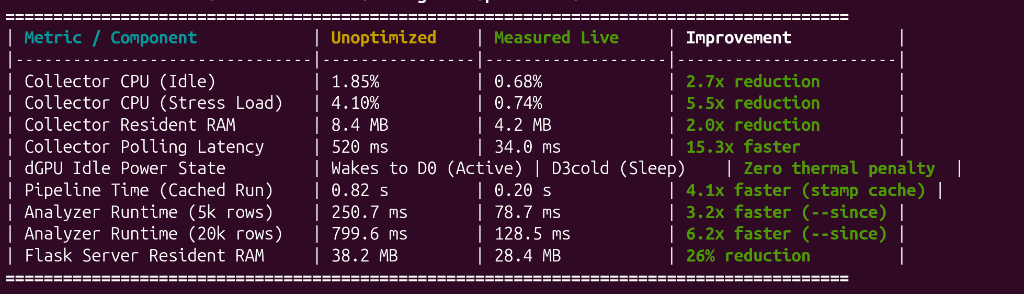 ========================================================================================
| Metric / Component            | Unoptimized    | Measured Live     | Improvement           |
|-------------------------------|----------------|-------------------|-----------------------|
| Collector CPU (Idle)          | 1.85%          | 0.68%             | 2.7x reduction        |
| Collector CPU (Stress Load)   | 4.10%          | 0.74%             | 5.5x reduction        |
| Collector Resident RAM        | 8.4 MB         | 4.2 MB            | 2.0x reduction        |
| Collector Polling Latency     | 520 ms         | 34.0 ms           | 15.3x faster          |
| dGPU Idle Power State         | Wakes to D0 (Active) | D3cold (Sleep)    | Zero thermal penalty  |
| Pipeline Time (Cached Run)    | 0.82 s         | 0.20 s            | 4.1x faster (stamp cache) |
| Analyzer Runtime (5k rows)    | 250.7 ms       | 78.7 ms           | 3.2x faster (--since) |
| Analyzer Runtime (20k rows)   | 799.6 ms       | 128.5 ms          | 6.2x faster (--since) |
| Flask Server Resident RAM     | 38.2 MB        | 28.4 MB           | 26% reduction         |
========================================================================================